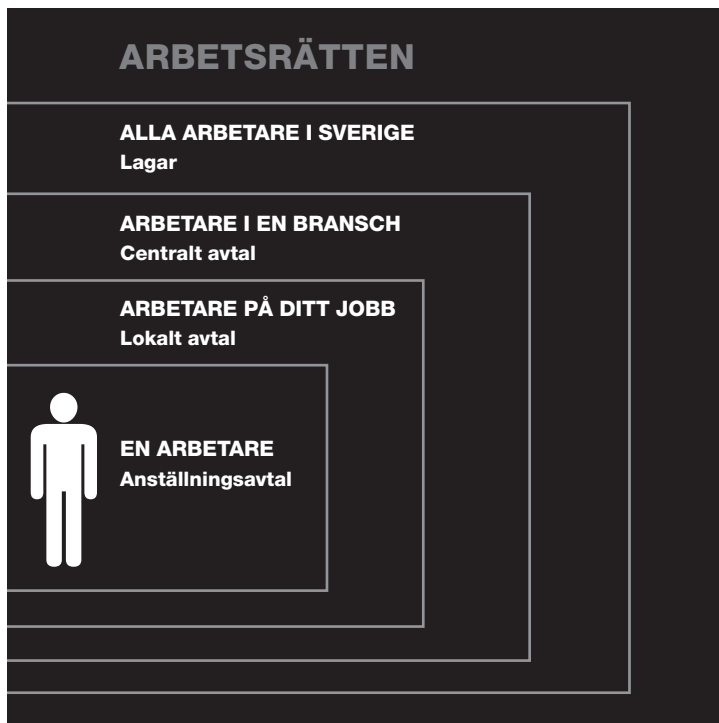 ARBETSRÄTTEN
ALLA ARBETARE I SVERIGE
Lagar
ARBETARE I EN BRANSCH
Centralt avtal
ARBETARE PÅ DITT JOBB
Lokalt avtal
EN ARBETARE
Anställningsavtal